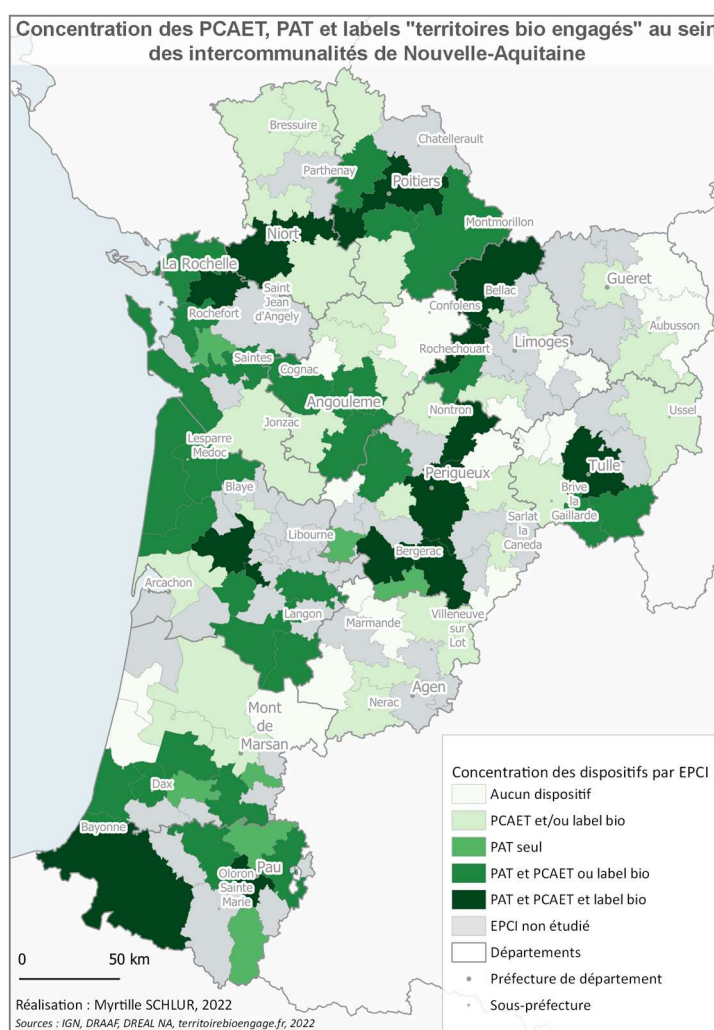 Concentration des PCAET, PAT et labels "territoires bio engagés" au sein
des intercommunalités de Nouvelle-Aquitaine
Bressuire
Chatellerault
Parthenay
Poitiers
Montmorillon
Niort
La Rochelle
Gueret
Bellac
Saint
Jean
d'Angely
Confolens
Rochefort
Aubusson
Limoges
Rochechouart
Saintes
Cognac
Angouleme
Nontron
Ussel
Jonzac
Lesparre
Medoc
Tulle
Perigueux
Blaye
Brive
la
Gaillarde
Libourne
Sarlat
la
Caneda
Bergerac
Arcachon
Langon
Marmande
Villeneuve
sur
Lot
Agen
Nerac
Mont
de
Marsan
Dax
Bayonne
Pau
Oloron
Sainte
Marie
Concentration des dispositifs par EPCI
Aucun dispositif
PCAET et/ou label bio
PAT seul
PAT et PCAET ou label bio
PAT et PCAET et label bio
EPCI non étudié
Départements
Préfecture de département
Sous-préfecture
0 50 km
Réalisation : Myrtille SCHLUR, 2022
Sources : IGN, DRAAF, DREAL NA, territoirebioengage.fr, 2022